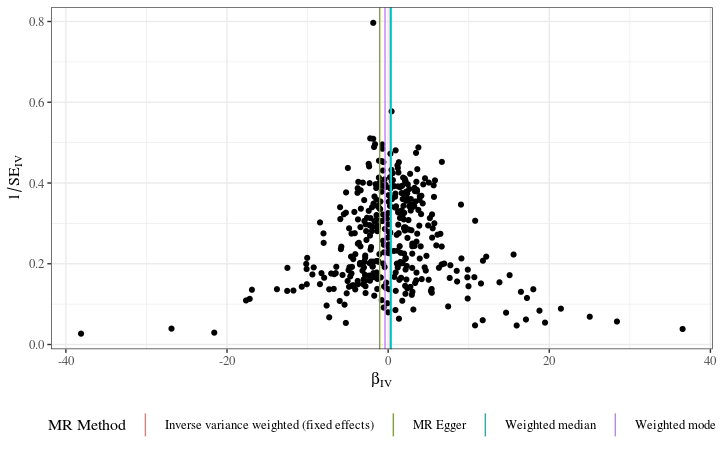 0.8
0.6
0.4
0.2
0.0
1/SE_IV
-40
-20
0
20
40
β_IV
MR Method
Inverse variance weighted (fixed effects)
MR Egger
Weighted median
Weighted mode